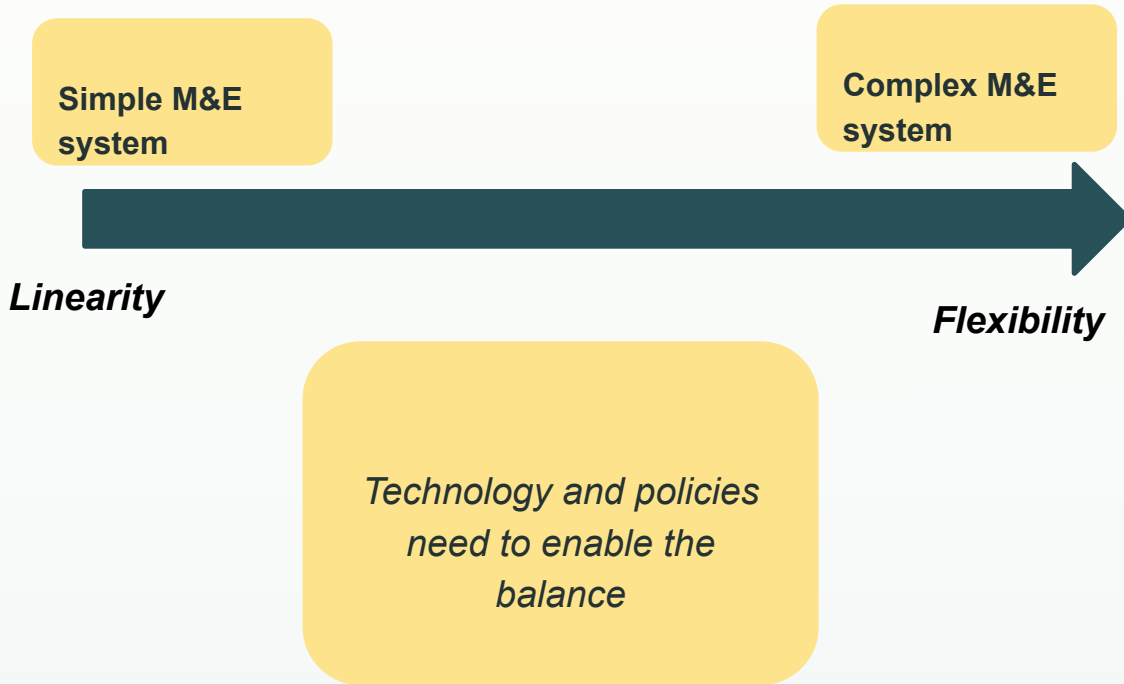 Simple M&E
system
Complex M&E
system
Linearity
Flexibility
Technology and policies
need to enable the
balance